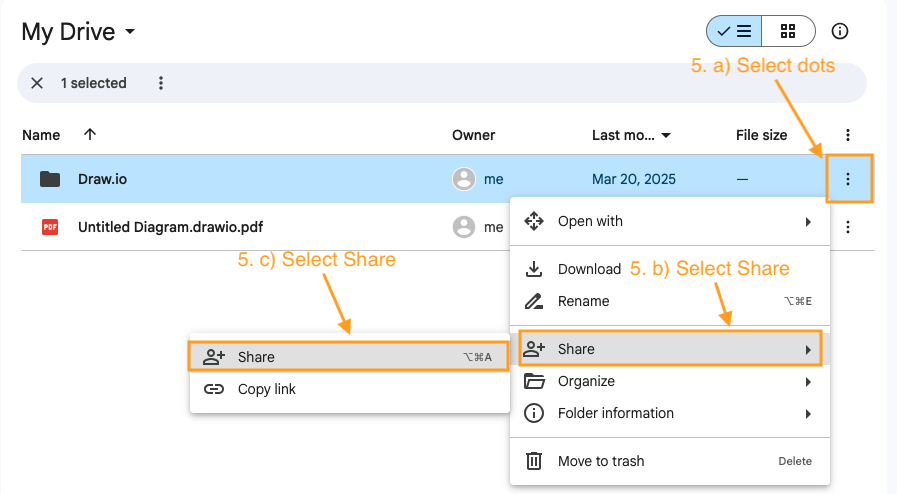 My Drive
5. a) Select dots
1 selected
Name Owner Last mo... File size
Draw.io me Mar 20, 2025 —
PDF Untitled Diagram.drawio.pdf me
Open with
5. c) Select Share
Download 5. b) Select Share
Rename ⌥⌘E
Share
Share ⌥⌘A
Organize
Copy link
Folder information
Move to trash Delete